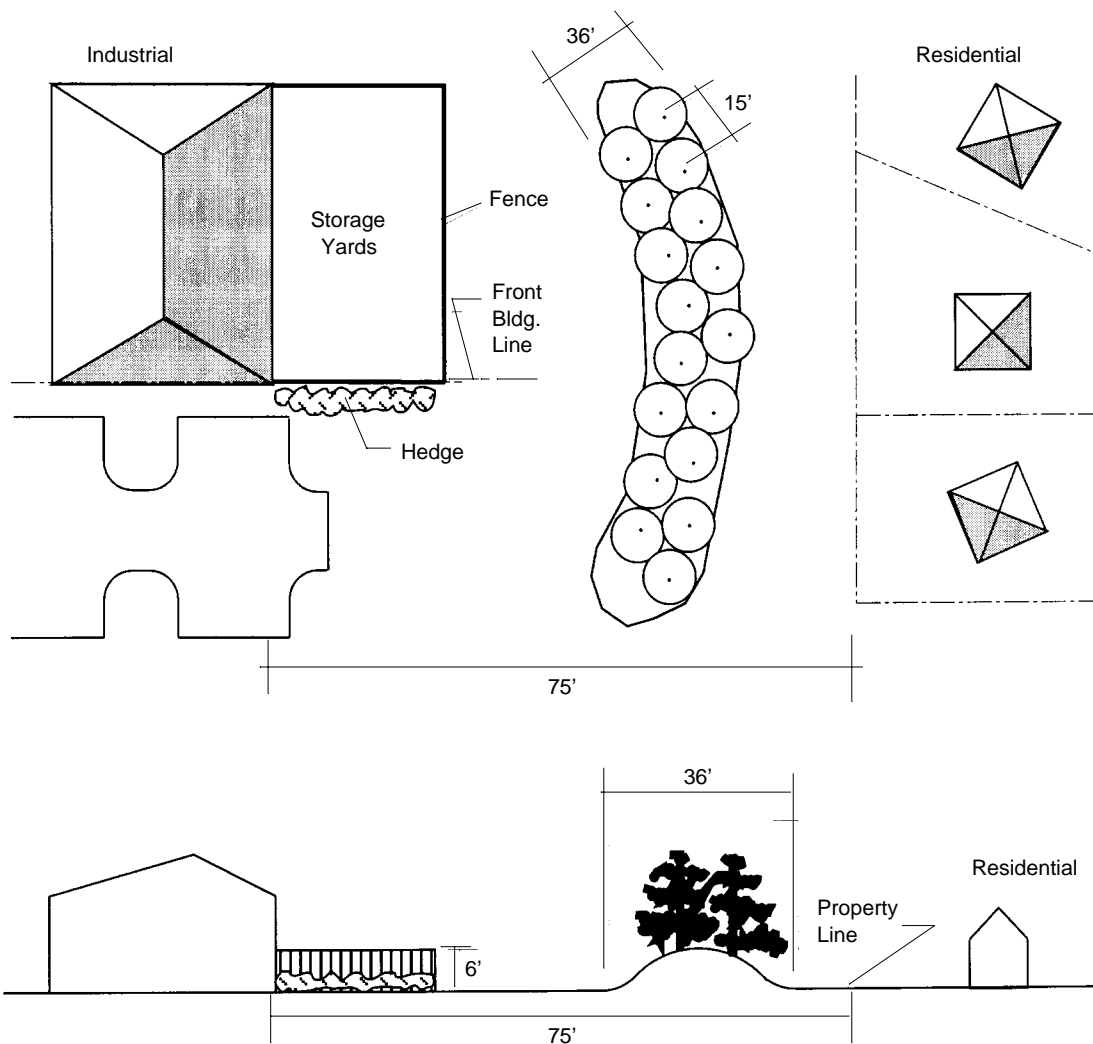 Industrial
36’
Residential
15’
Storage
Yards
Fence
Front
Bldg.
Line
Hedge
75’
36’
Residential
Property
Line
6’
75’